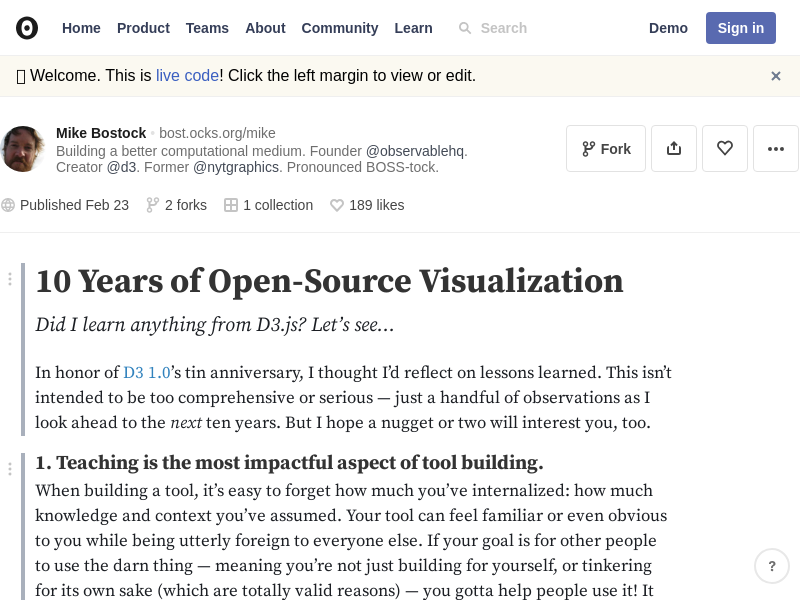 Home Product Teams About Community Learn Search Demo Sign in
Welcome. This is live code! Click the left margin to view or edit. ×
Mike Bostock • bost.ocks.org/mike
Building a better computational medium. Founder @observablehq.
Creator @d3. Former @nytgraphics. Pronounced BOSS-tock.
Fork
Published Feb 23 2 forks 1 collection 189 likes
10 Years of Open-Source Visualization
Did I learn anything from D3.js? Let’s see…
In honor of D3 1.0’s tin anniversary, I thought I’d reflect on lessons learned. This isn’t
intended to be too comprehensive or serious — just a handful of observations as I
look ahead to the next ten years. But I hope a nugget or two will interest you, too.
1. Teaching is the most impactful aspect of tool building.
When building a tool, it’s easy to forget how much you’ve internalized: how much
knowledge and context you’ve assumed. Your tool can feel familiar or even obvious
to you while being utterly foreign to everyone else. If your goal is for other people
to use the darn thing — meaning you’re not just building for yourself, or tinkering
for its own sake (which are totally valid reasons) — you gotta help people use it! It
?